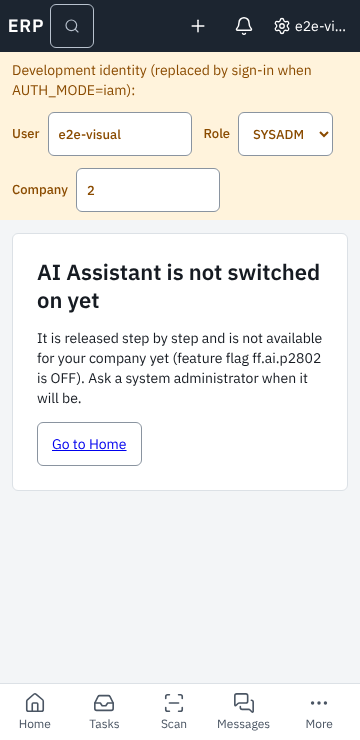 ERP
e2e-vi...
Development identity (replaced by sign-in when
AUTH_MODE=iam):
User e2e-visual Role SYSADM
Company 2
AI Assistant is not switched
on yet
It is released step by step and is not available
for your company yet (feature flag ff.ai.p2802
is OFF). Ask a system administrator when it
will be.
Go to Home
Home Tasks Scan Messages More